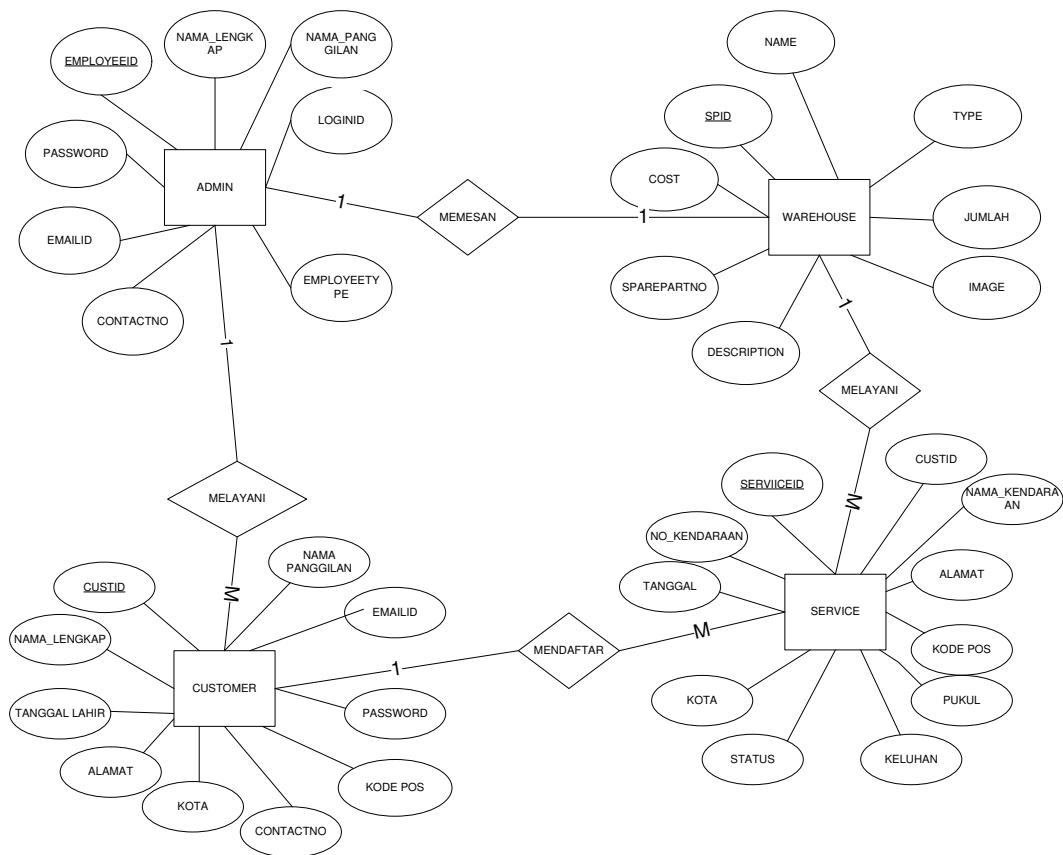 NAMA_LENGK
AP
NAMA_PANG
GILAN
EMPLOYEEID
LOGINID
PASSWORD
ADMIN
EMAILID
CONTACTNO
EMPLOYEETY
PE
1
MEMESAN
1
NAME
SPID
TYPE
COST
WAREHOUSE
JUMLAH
SPAREPARTNO
IMAGE
DESCRIPTION
1
MELAYANI
M
1
MELAYANI
M
NAMA
PANGGILAN
CUSTID
EMAILID
NAMA_LENGKAP
CUSTOMER
TANGGAL LAHIR
PASSWORD
ALAMAT
KOTA
KODE POS
CONTACTNO
1
MENDAFTAR
M
CUSTID
SERVIICEID
NAMA_KENDARA
AN
NO_KENDARAAN
TANGGAL
ALAMAT
SERVICE
KODE POS
KOTA
PUKUL
STATUS
KELUHAN